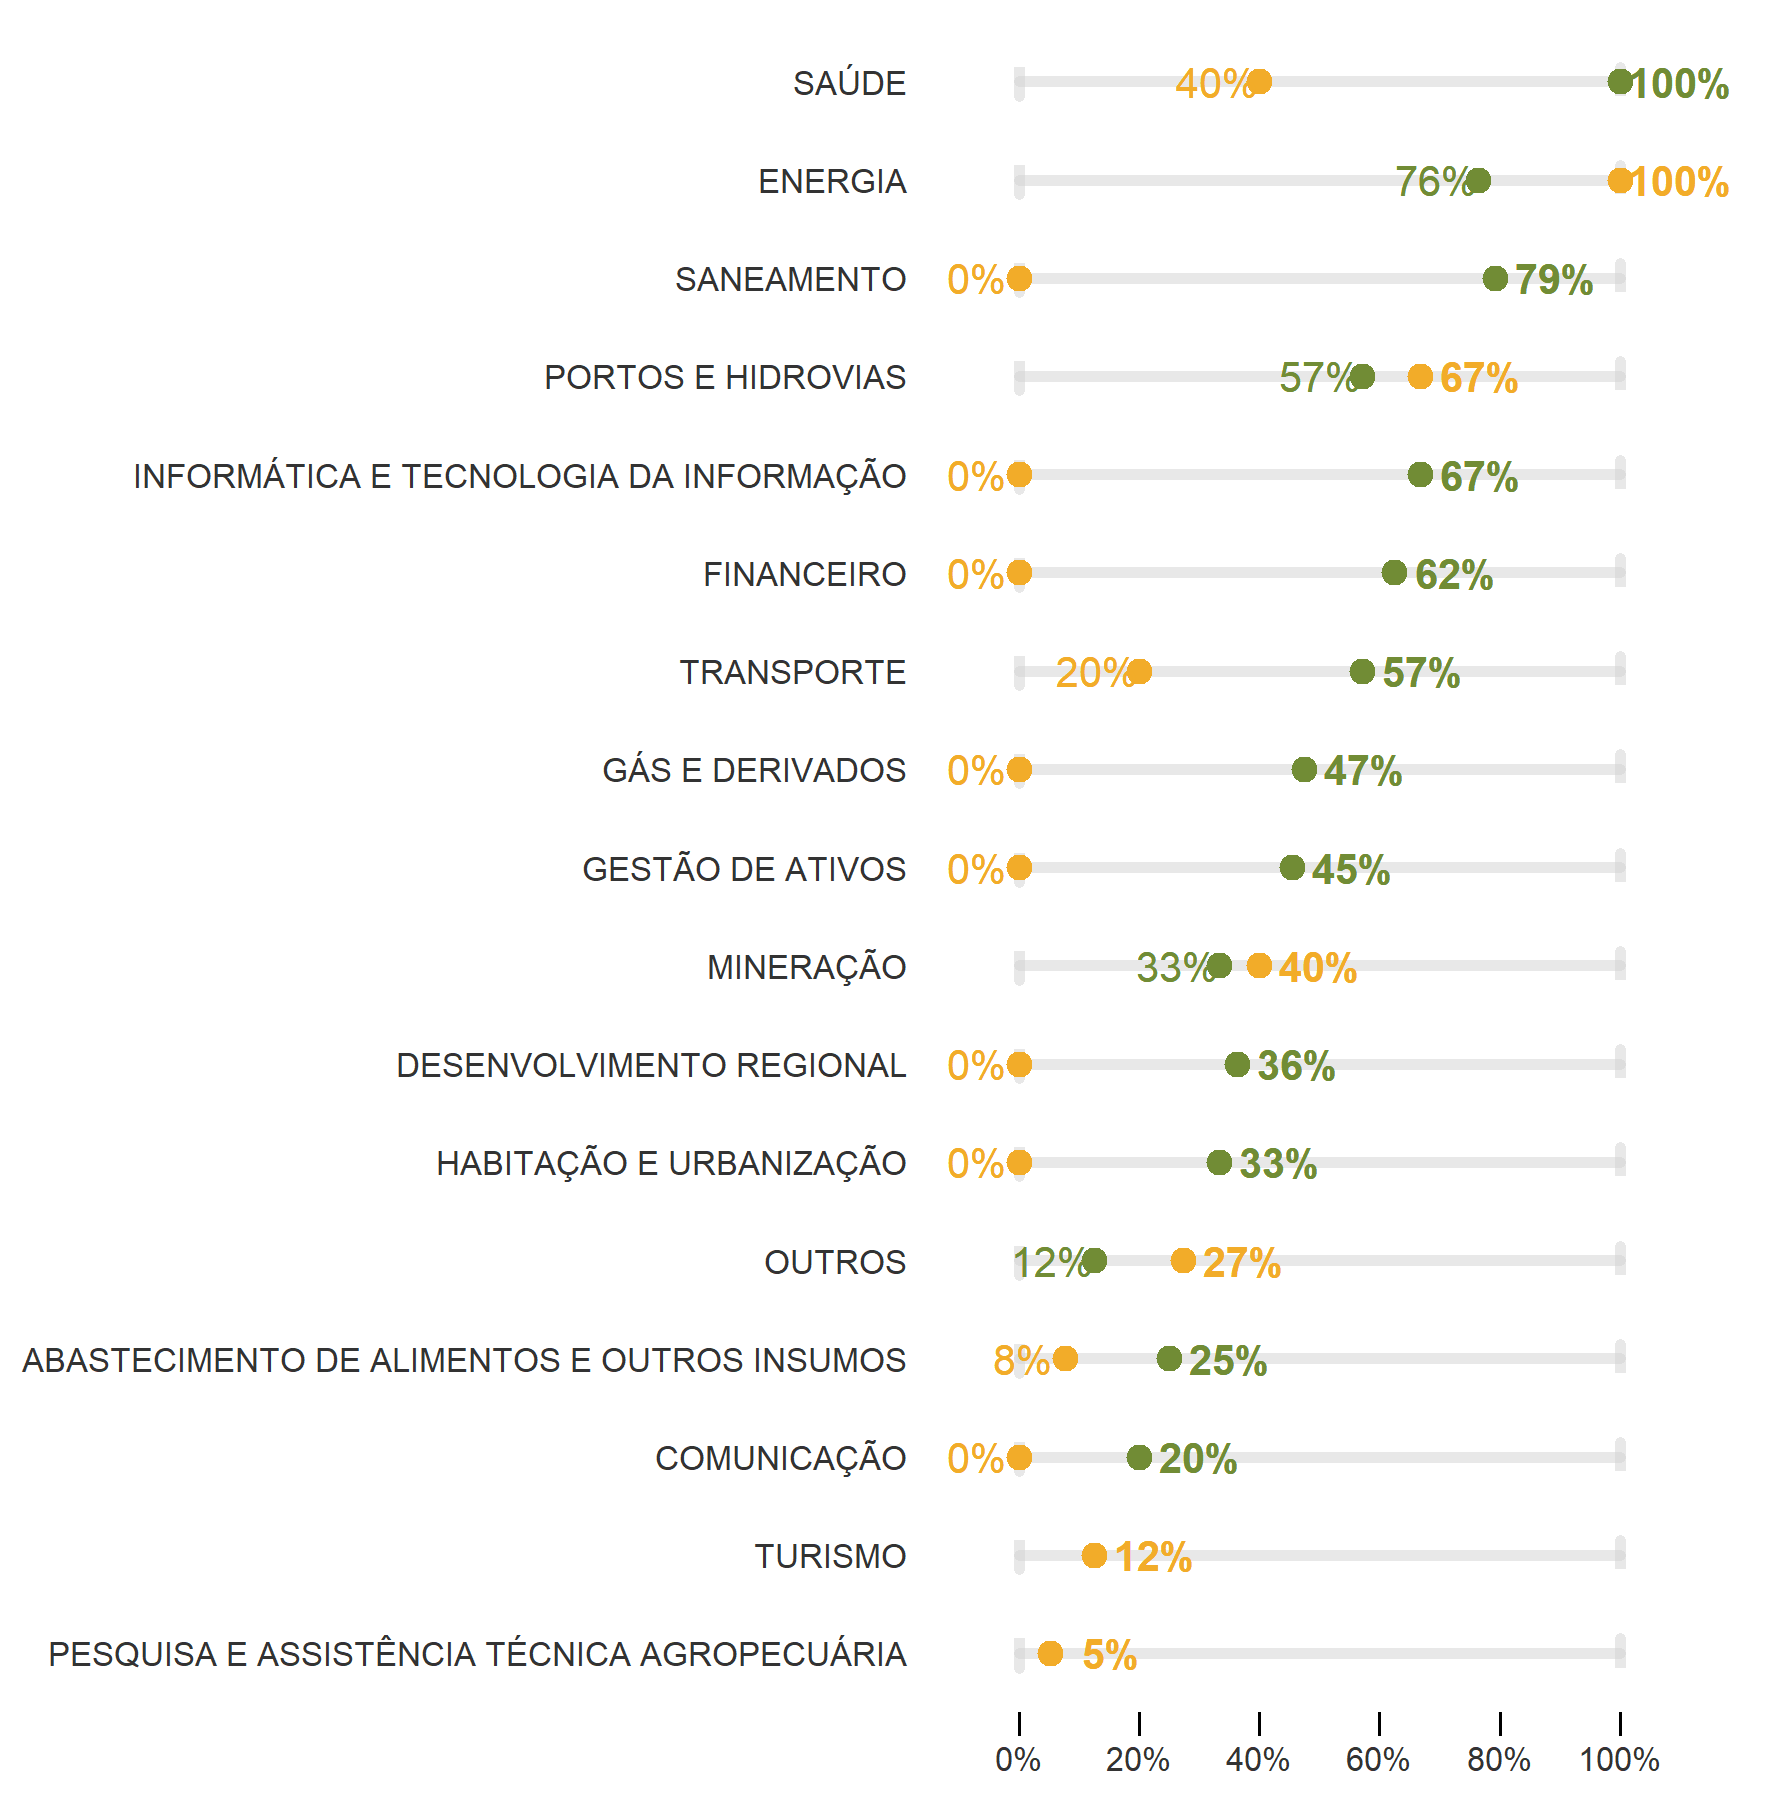 SAÚDE 40% 100%
ENERGIA 76% 100%
SANEAMENTO 0% 79%
PORTOS E HIDROVIAS 57% 67%
INFORMÁTICA E TECNOLOGIA DA INFORMAÇÃO 0% 67%
FINANCEIRO 0% 62%
TRANSPORTE 20% 57%
GÁS E DERIVADOS 0% 47%
GESTÃO DE ATIVOS 0% 45%
MINERAÇÃO 33% 40%
DESENVOLVIMENTO REGIONAL 0% 36%
HABITAÇÃO E URBANIZAÇÃO 0% 33%
OUTROS 12% 27%
ABASTECIMENTO DE ALIMENTOS E OUTROS INSUMOS 8% 25%
COMUNICAÇÃO 0% 20%
TURISMO 12%
PESQUISA E ASSISTÊNCIA TÉCNICA AGROPECUÁRIA 5%
0% 20% 40% 60% 80% 100%